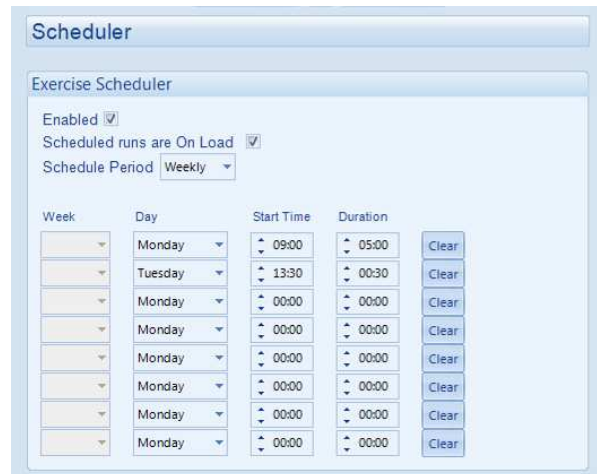 Scheduler
Exercise Scheduler
Enabled
Scheduled runs are On Load
Schedule Period Weekly
Week Day Start Time Duration
Monday 09:00 05:00 Clear
Tuesday 13:30 00:30 Clear
Monday 00:00 00:00 Clear
Monday 00:00 00:00 Clear
Monday 00:00 00:00 Clear
Monday 00:00 00:00 Clear
Monday 00:00 00:00 Clear
Monday 00:00 00:00 Clear